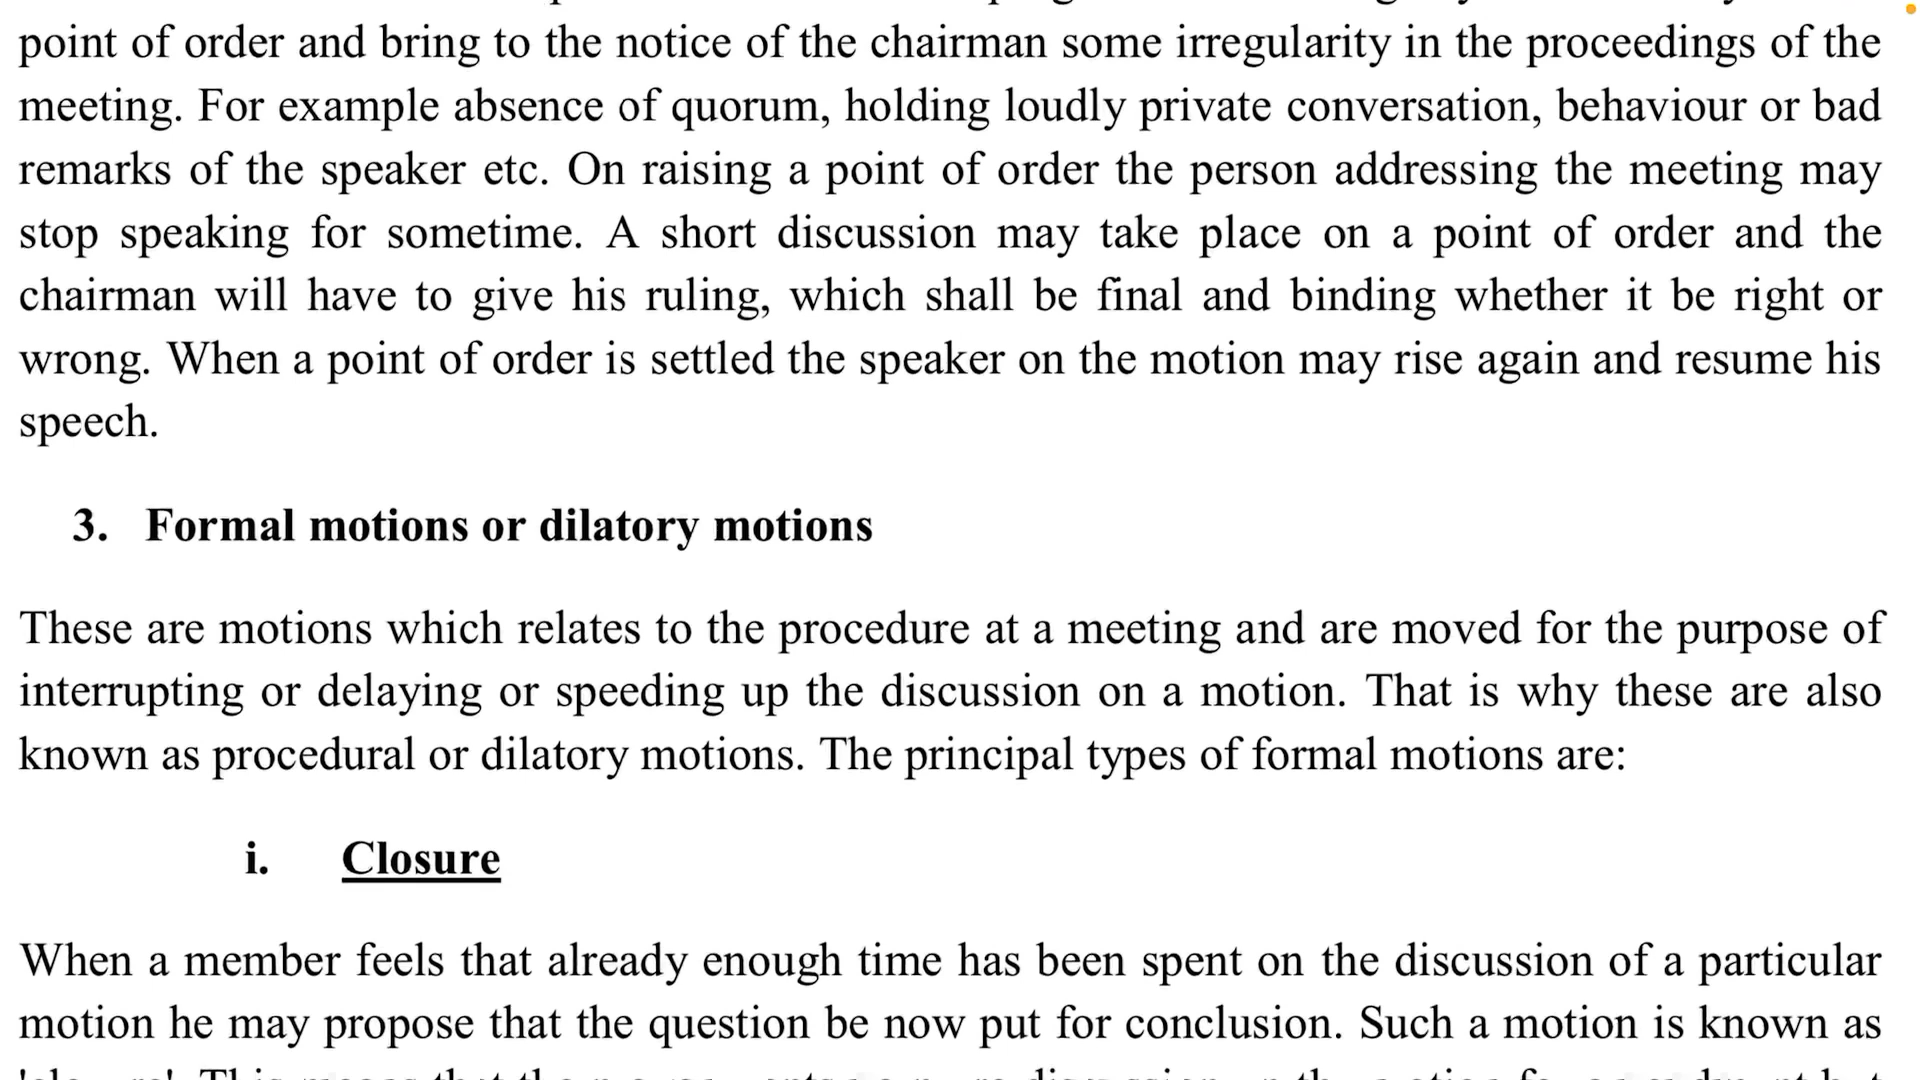 point of order and bring to the notice of the chairman some irregularity in the proceedings of the
meeting. For example absence of quorum, holding loudly private conversation, behaviour or bad
remarks of the speaker etc. On raising a point of order the person addressing the meeting may
stop speaking for sometime. A short discussion may take place on a point of order and the
chairman will have to give his ruling, which shall be final and binding whether it be right or
wrong. When a point of order is settled the speaker on the motion may rise again and resume his
speech.
3. Formal motions or dilatory motions
These are motions which relates to the procedure at a meeting and are moved for the purpose of
interrupting or delaying or speeding up the discussion on a motion. That is why these are also
known as procedural or dilatory motions. The principal types of formal motions are:
i. Closure
When a member feels that already enough time has been spent on the discussion of a particular
motion he may propose that the question be now put for conclusion. Such a motion is known as